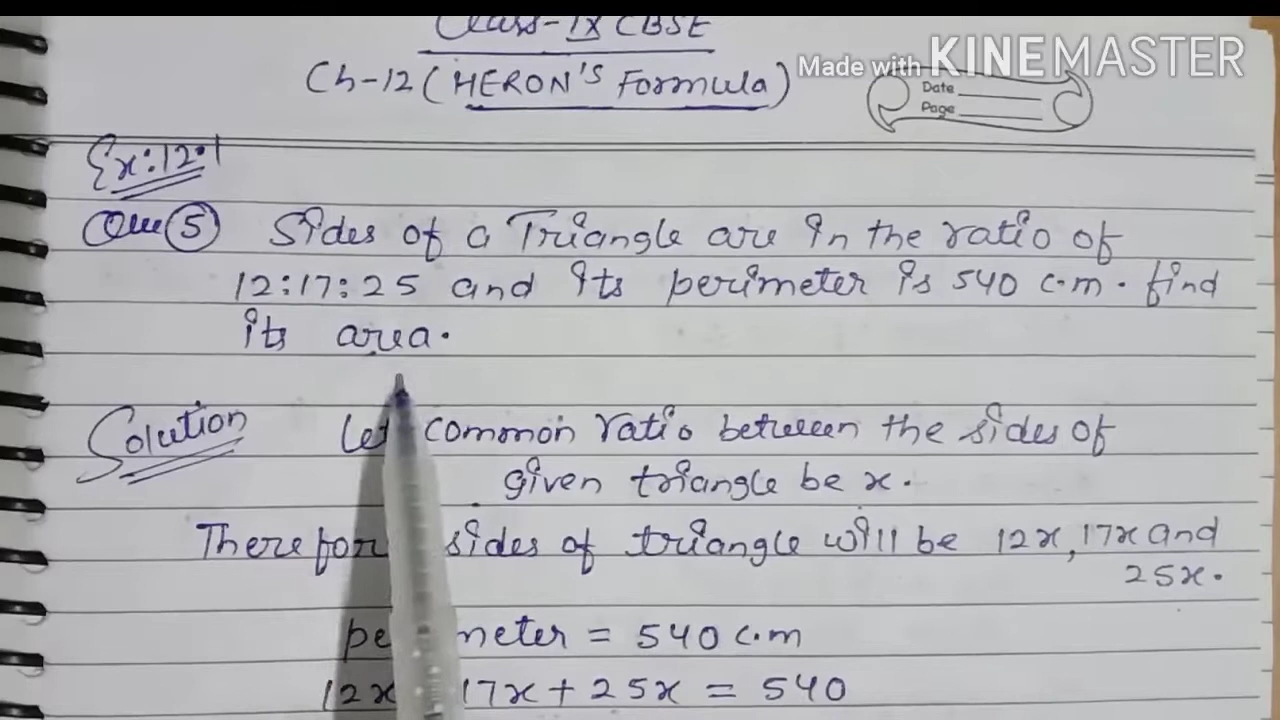 Class-IX CBSE
Made with KINEMASTER
Ch-12 (HERON'S Formula)
Date
Page
Ex:12.1
Que 5 Sides of a Triangle are in the ratio of
12:17:25 and its perimeter is 540 c.m. find
its area.
Solution Let common ratio between the sides of
given triangle be x.
sides of triangle will be 12x, 17x and
25x.
= 540 c.m
12x 17x + 25x = 540